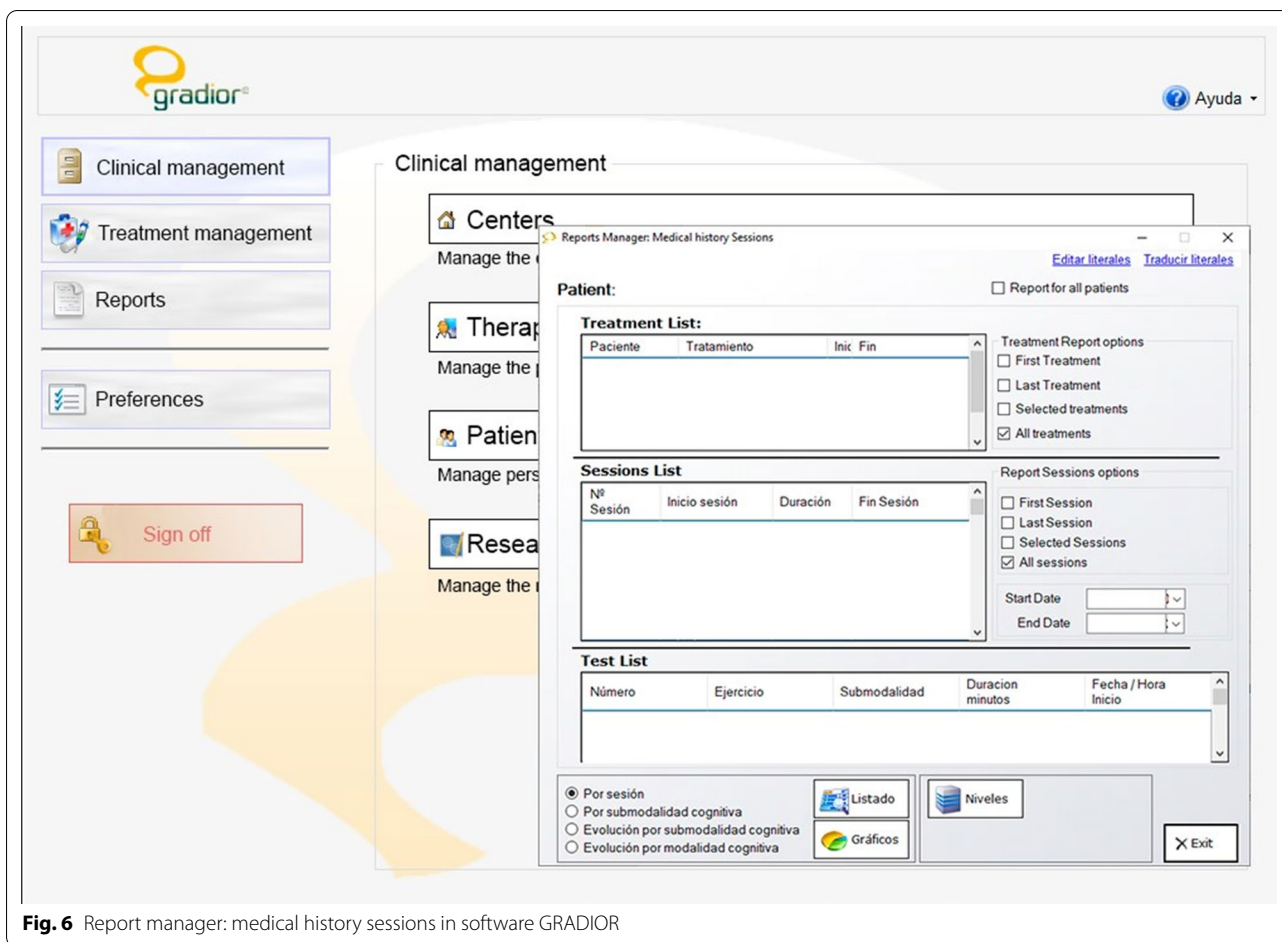 gradior®
Ayuda
Clinical management
Treatment management
Reports
Preferences
Sign off
Clinical management
Centers
Manage the
Therap
Manage the
Patien
Manage pers
Resea
Manage the
Reports Manager: Medical history Sessions
Editar literales Traducir literales
Patient:
Report for all patients
Treatment List:
Paciente Tratamiento Inic Fin
Treatment Report options
First Treatment
Last Treatment
Selected treatments
All treatments
Sessions List
Nº
Sesión Inicio sesión Duración Fin Sesión
Report Sessions options
First Session
Last Session
Selected Sessions
All sessions
Start Date
End Date
Test List
Número Ejercicio Submodalidad Duracion
minutos Fecha / Hora
Inicio
Por sesión
Por submodalidad cognitiva
Evolución por submodalidad cognitiva
Evolución por modalidad cognitiva
Listado
Gráficos
Niveles
Exit
Fig. 6 Report manager: medical history sessions in software GRADIOR